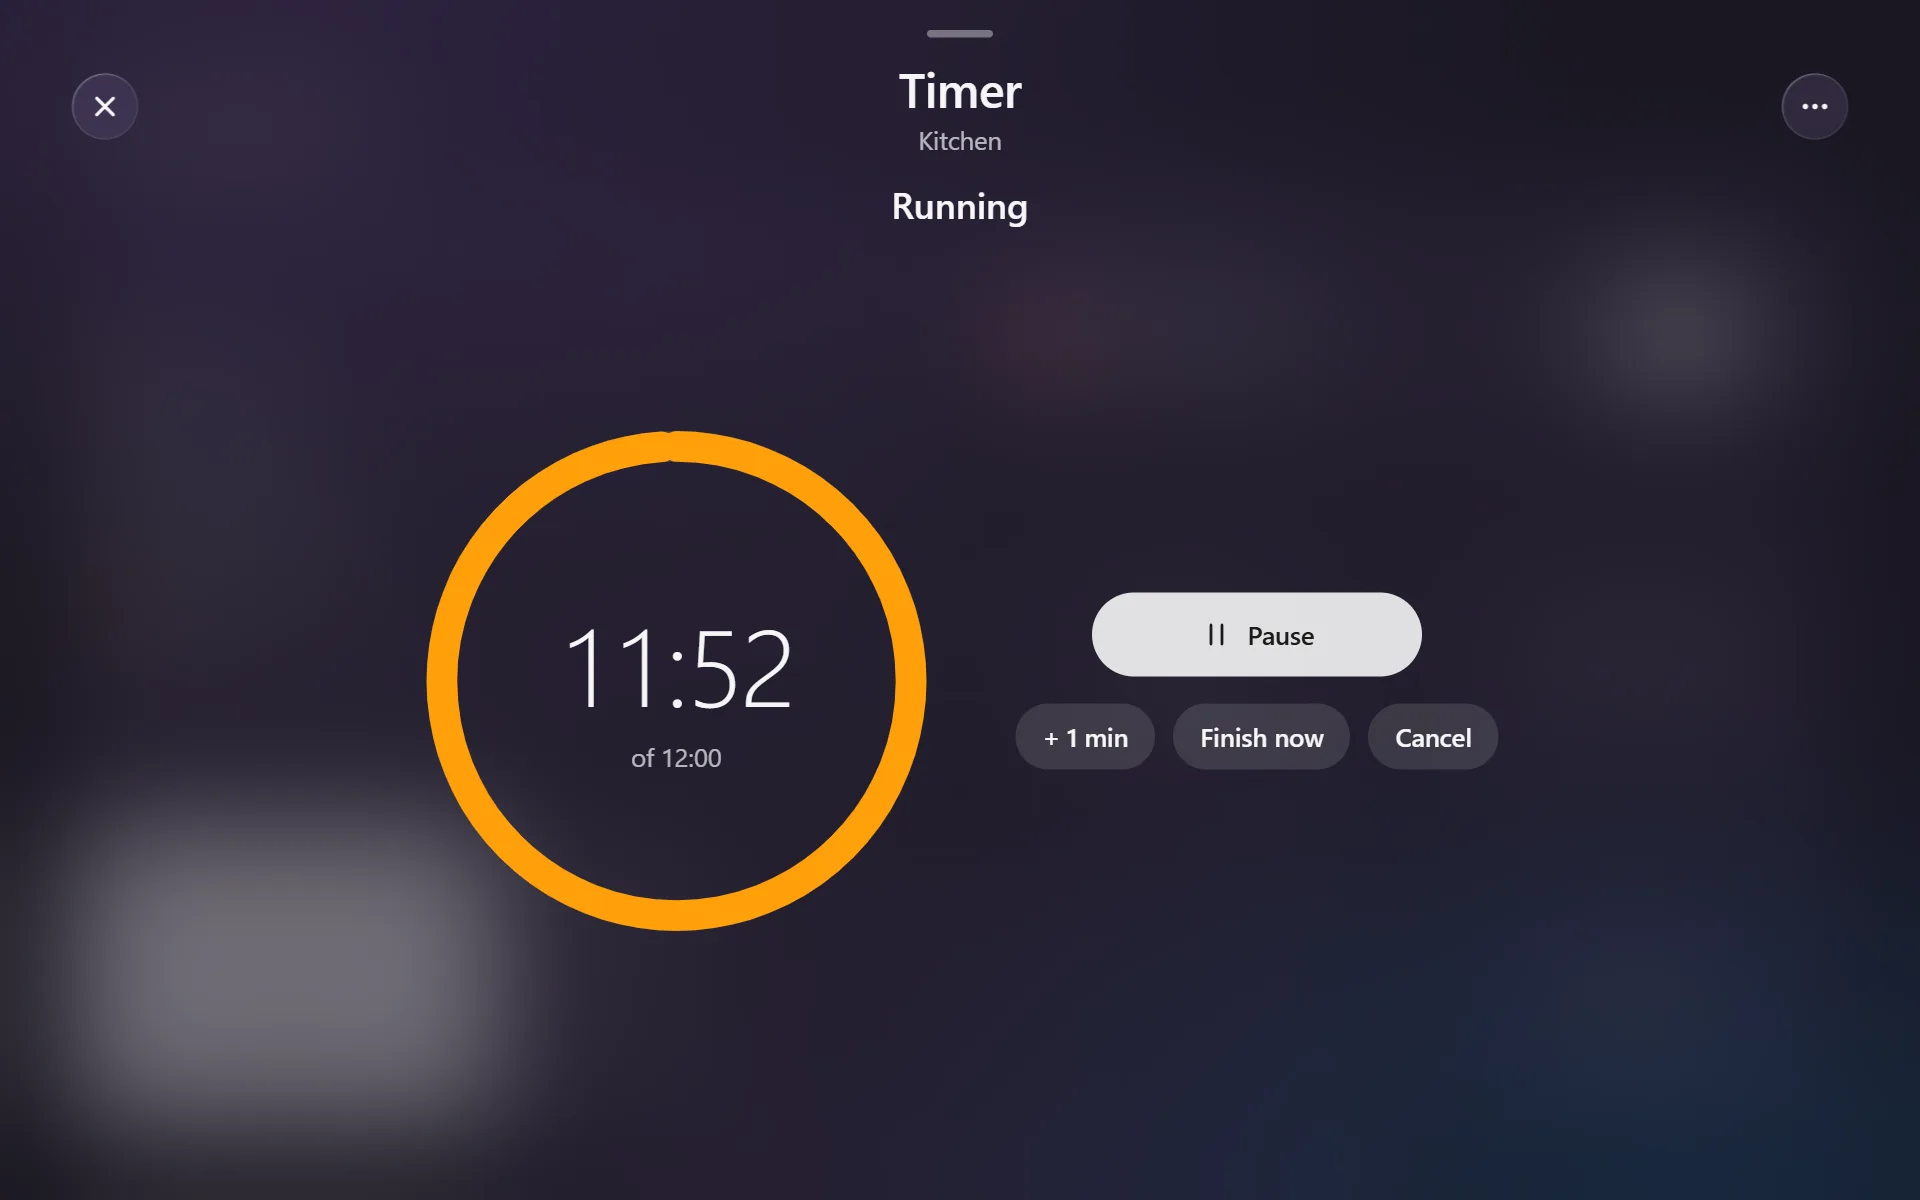 Timer
Kitchen
Running
11:52
of 12:00
Pause
+ 1 min
Finish now
Cancel